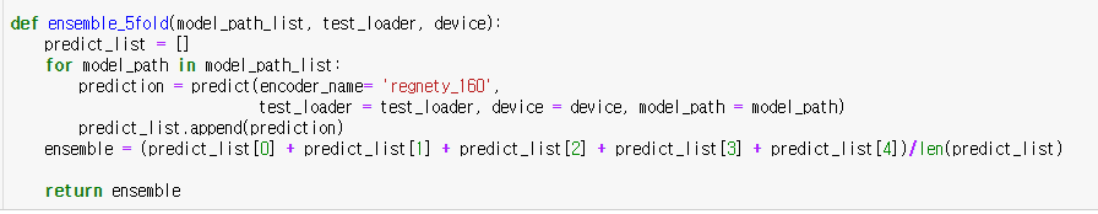 def ensemble_5fold(model_path_list, test_loader, device):
    predict_list = []
    for model_path in model_path_list:
        prediction = predict(encoder_name= 'regnety_160',
                             test_loader = test_loader, device = device, model_path = model_path)
        predict_list.append(prediction)
    ensemble = (predict_list[0] + predict_list[1] + predict_list[2] + predict_list[3] + predict_list[4])/len(predict_list)
    return ensemble